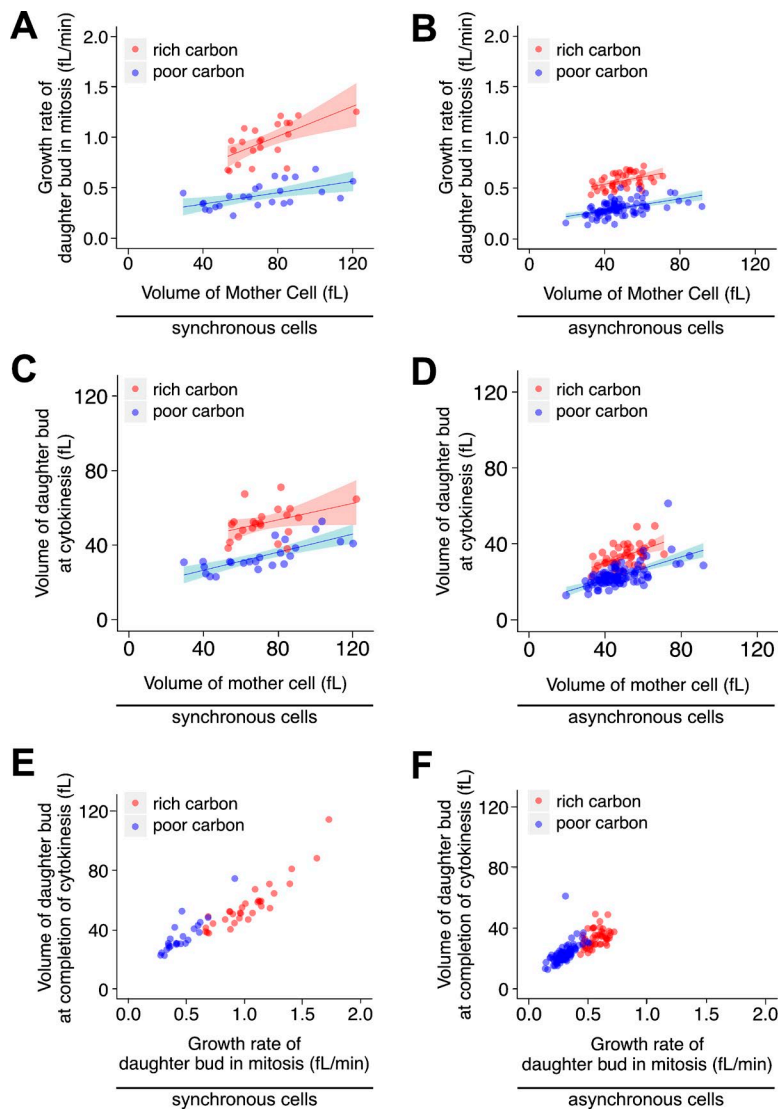 A
rich carbon
poor carbon
2.0
1.5
1.0
0.5
0.0
Growth rate of
daughter bud in mitosis (fL/min)
0
40
80
120
Volume of Mother Cell (fL)
synchronous cells
B
rich carbon
poor carbon
2.0
1.5
1.0
0.5
0.0
Growth rate of
daughter bud in mitosis (fL/min)
0
40
80
120
Volume of Mother Cell (fL)
asynchronous cells
C
rich carbon
poor carbon
120
80
40
0
Volume of daughter bud
at cytokinesis (fL)
0
40
80
120
Volume of mother cell (fL)
synchronous cells
D
rich carbon
poor carbon
120
80
40
0
Volume of daughter bud
at cytokinesis (fL)
0
40
80
120
Volume of mother cell (fL)
asynchronous cells
E
rich carbon
poor carbon
120
80
40
0
Volume of daughter bud
at completion of cytokinesis (fL)
0.0
0.5
1.0
1.5
2.0
Growth rate of
daughter bud in mitosis (fL/min)
synchronous cells
F
rich carbon
poor carbon
120
80
40
0
Volume of daughter bud
at completion of cytokinesis (fL)
0.0
0.5
1.0
1.5
2.0
Growth rate of
daughter bud in mitosis (fL/min)
asynchronous cells